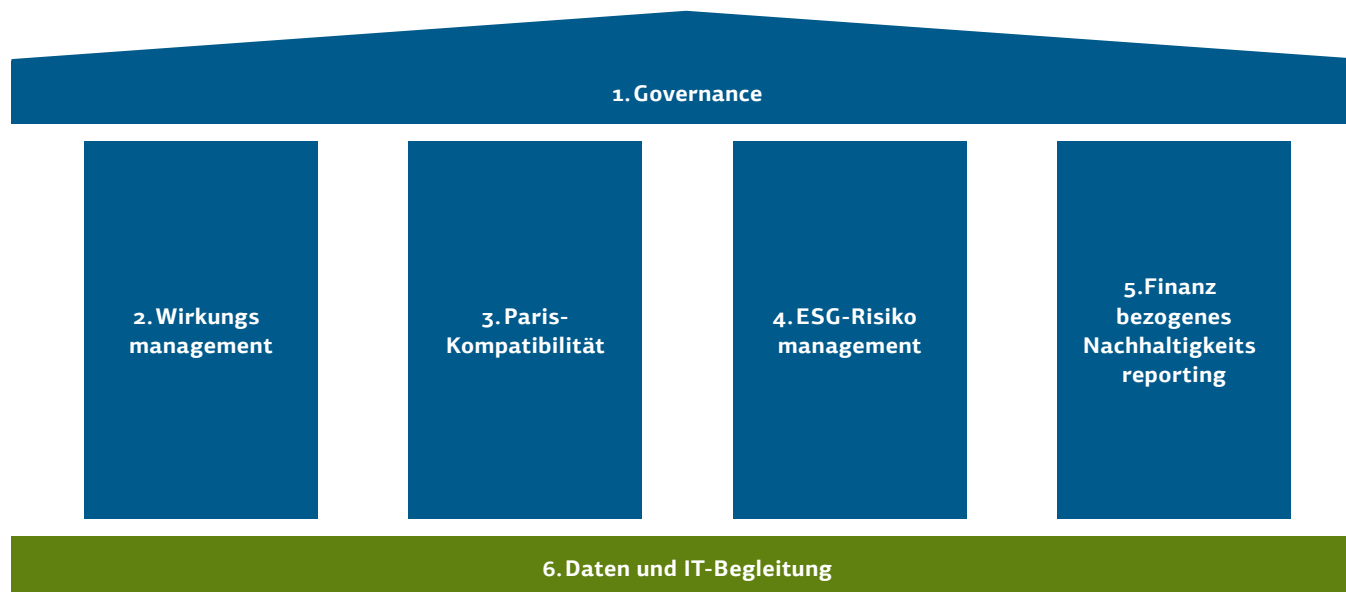 1. Governance
2. Wirkungs
management
3. Paris-
Kompatibilität
4. ESG-Risiko
management
5. Finanz
bezogenes
Nachhaltigkeits
reporting
6. Daten und IT-Begleitung